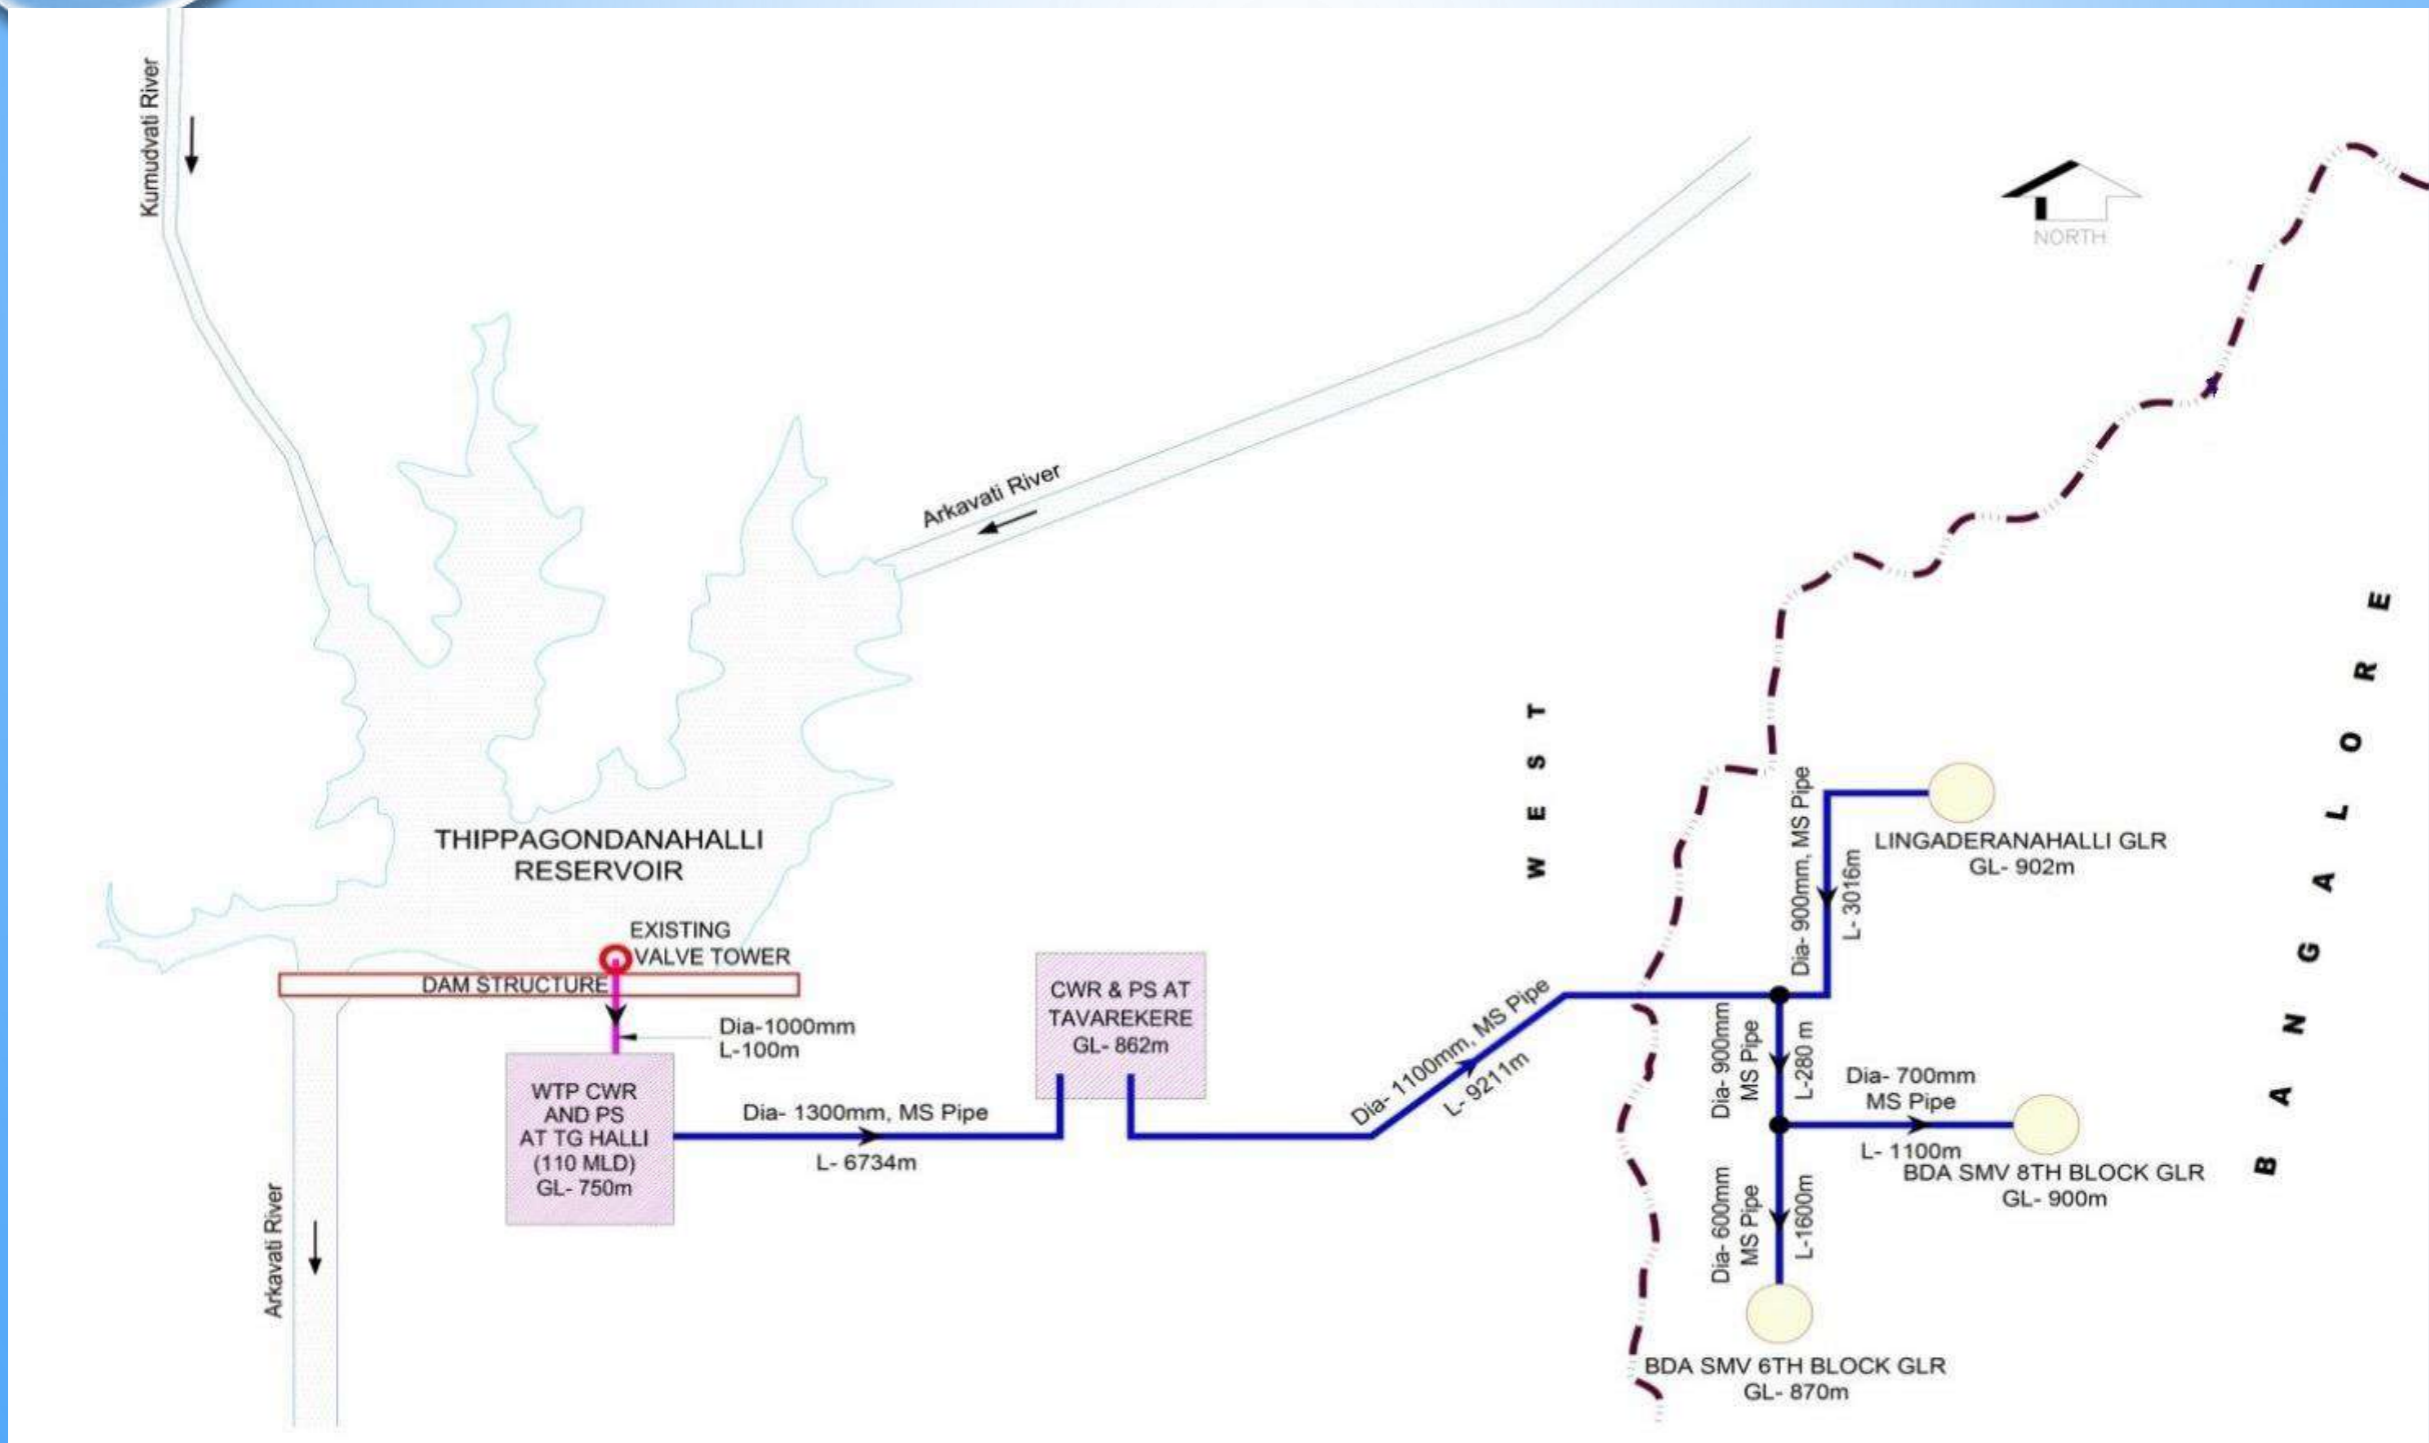 Kumudvati River
NORTH
Arkavati River
WEST
BANGALORE
THIPPAGONDANAHALLI
RESERVOIR
EXISTING
VALVE TOWER
DAM STRUCTURE
Dia-1000mm
L-100m
WTP CWR
AND PS
AT TG HALLI
(110 MLD)
GL- 750m
Dia- 1300mm, MS Pipe
L- 6734m
CWR & PS AT
TAVAREKERE
GL- 862m
Dia- 1100mm, MS Pipe
L- 9211m
Dia- 900mm, MS Pipe
L- 3016m
LINGADERANAHALLI GLR
GL- 902m
Dia- 900mm
MS Pipe
L-280 m
Dia- 700mm
MS Pipe
L- 1100m
BDA SMV 8TH BLOCK GLR
GL- 900m
Dia- 600mm
MS Pipe
L-1600m
BDA SMV 6TH BLOCK GLR
GL- 870m
Arkavati River